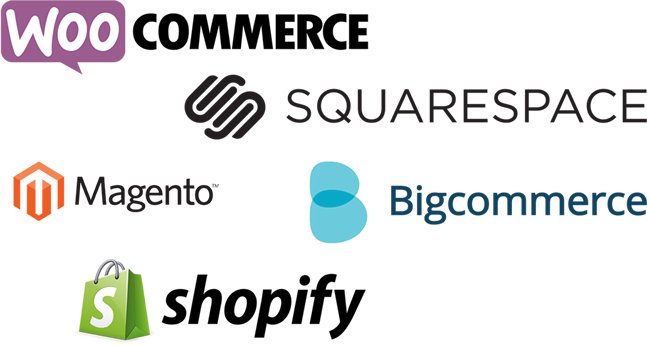 WOO COMMERCE
SQUARESPACE
Magento™
Bigcommerce
S shopify